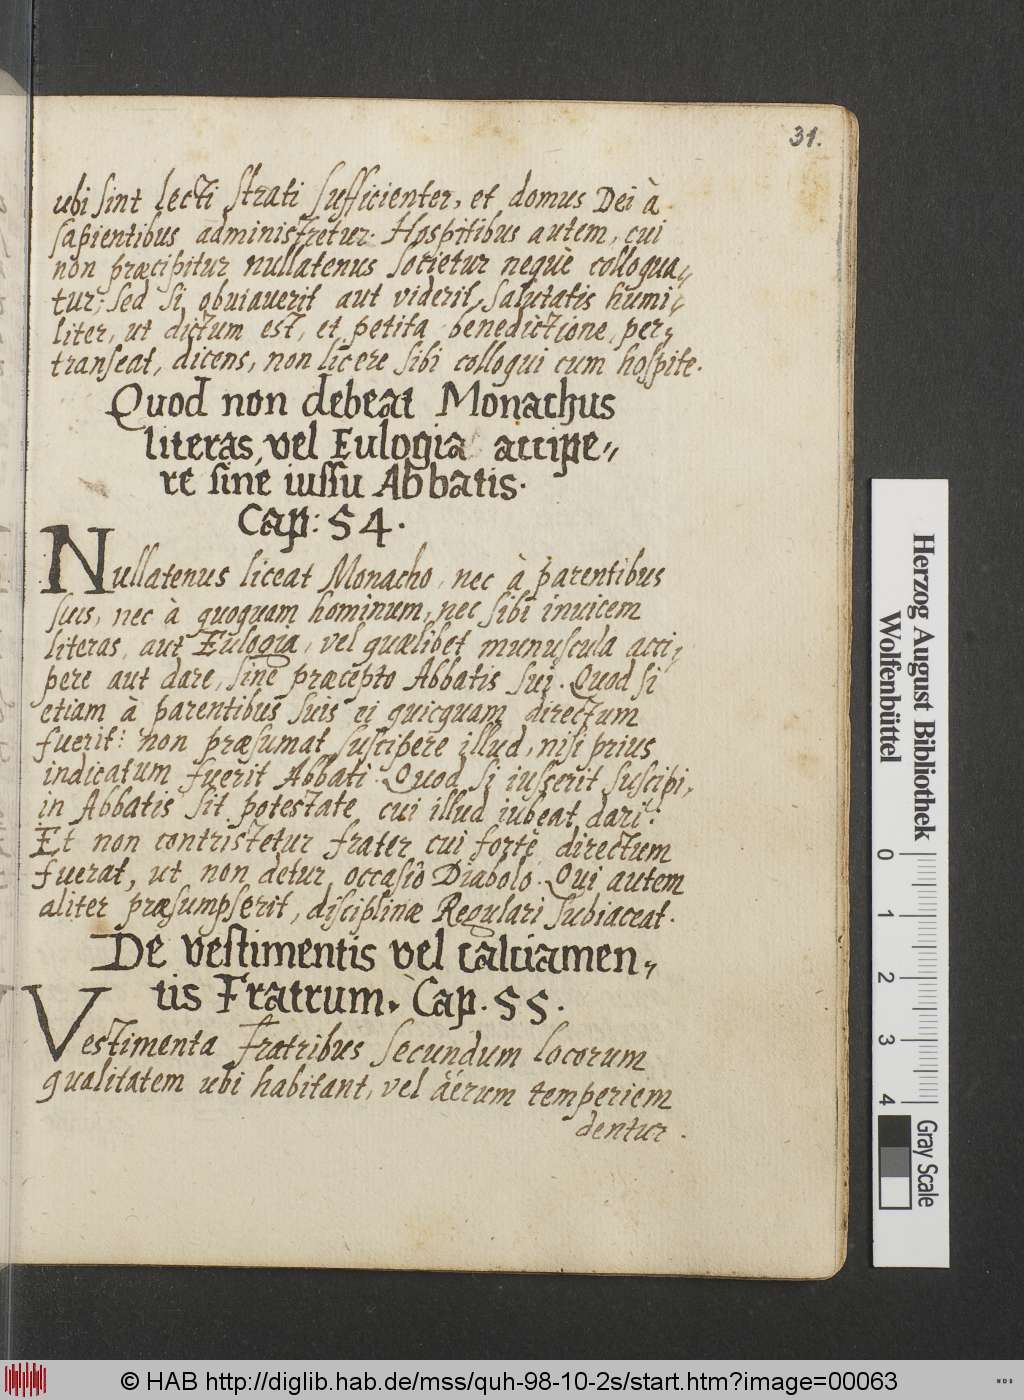 31.
ubi sint lecti strati sufficienter, et domus Dei à
sapientibus administretur. Hospitibus autem, cui
non præcipitur nullatenus societur neque colloqua„
tur; sed si obuiauerit aut viderit, salutatis humi„
liter, ut dictum est, et petita benedictione, per„
transeat, dicens, non licere sibi colloqui cum hospite.
Quod non debeat Monachus
literas, vel Eulogia accipe„
re sine iussu Abbatis.
Cap: 54.
Nullatenus liceat Monacho, nec à parentibus
suis, nec à quoquam hominum, nec sibi inuicem
literas, aut Eulogia, vel quælibet munuscula acci„
pere aut dare, sine præcepto Abbatis sui. Quod si
etiam à parentibus suis ei quicquam directum
fuerit: non præsumat suscipere illud, nisi prius
indicatum fuerit Abbati. Quod si iusserit suscipi,
in Abbatis sit potestate cui illud iubeat dari:
Et non contristetur frater cui fortè directum
fuerat, ut non detur occasio Diabolo. Qui autem
aliter præsumpserit, disciplinæ Regulari subiaceat.
De vestimentis vel calciamen„
tis Fratrum. Cap. 55.
Vestimenta Fratribus secundum locorum
qualitatem ubi habitant, vel aërum temperiem
dentur.
Herzog August Bibliothek
Wolfenbüttel
0 1 2 3 4
Gray Scale
© HAB http://diglib.hab.de/mss/quh-98-10-2s/start.htm?image=00063